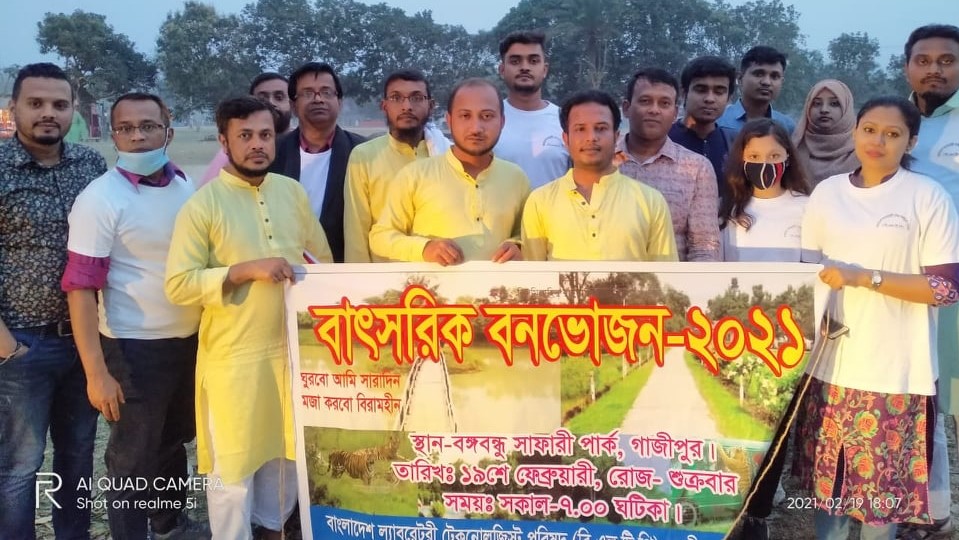 বাৎসরিক বনভোজন-২০২১
ঘুরবো আমি সারাদিন
মজা করবো বিরামহীন
স্থান-বঙ্গবন্ধু সাফারী পার্ক, গাজীপুর।
তারিখঃ ১৯শে ফেব্রুয়ারী, রোজ- শুক্রবার
সময়ঃ সকাল-৭.০০ ঘটিকা।
বাংলাদেশ ল্যাবরেটরী টেকনোলজিস্ট পরিষদ
R AI QUAD CAMERA
Shot on realme 5i
2021/02/19 18:07